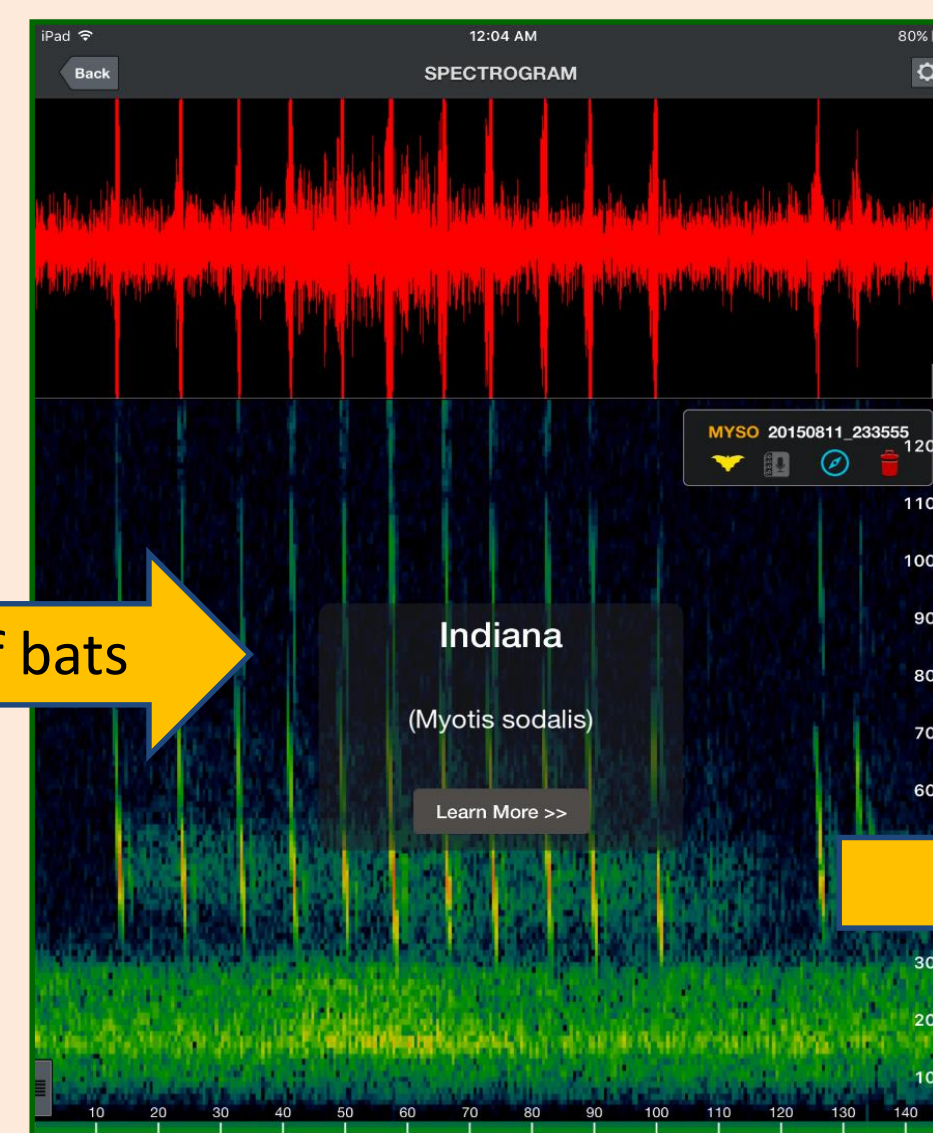 iPad 12:04 AM 80%
Back SPECTROGRAM
MYSO 20150811_233555
120
110
100
90
80
70
60
30
20
10
Indiana
(Myotis sodalis)
Learn More >>
f bats
10 20 30 40 50 60 70 80 90 100 110 120 130 140